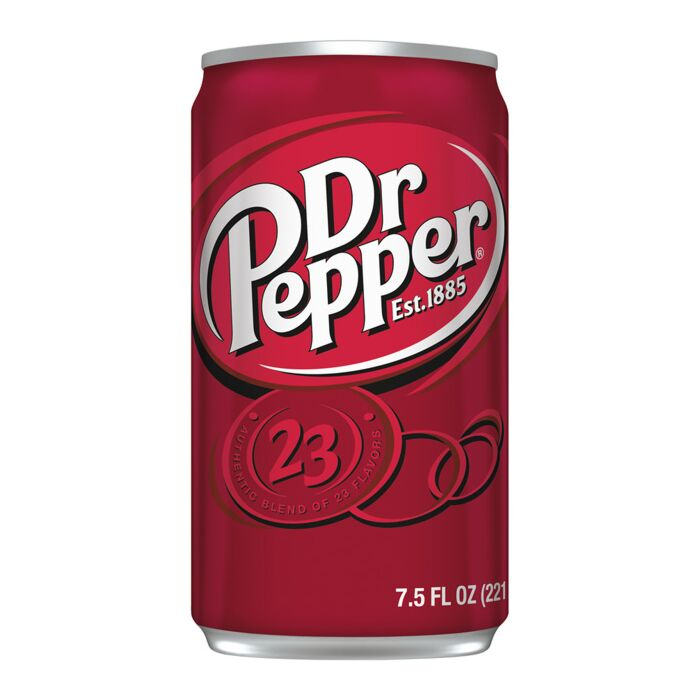 Dr
Pepper
®
Est.1885
23
AUTHENTIC BLEND OF 23 FLAVORS
7.5 FL OZ (221